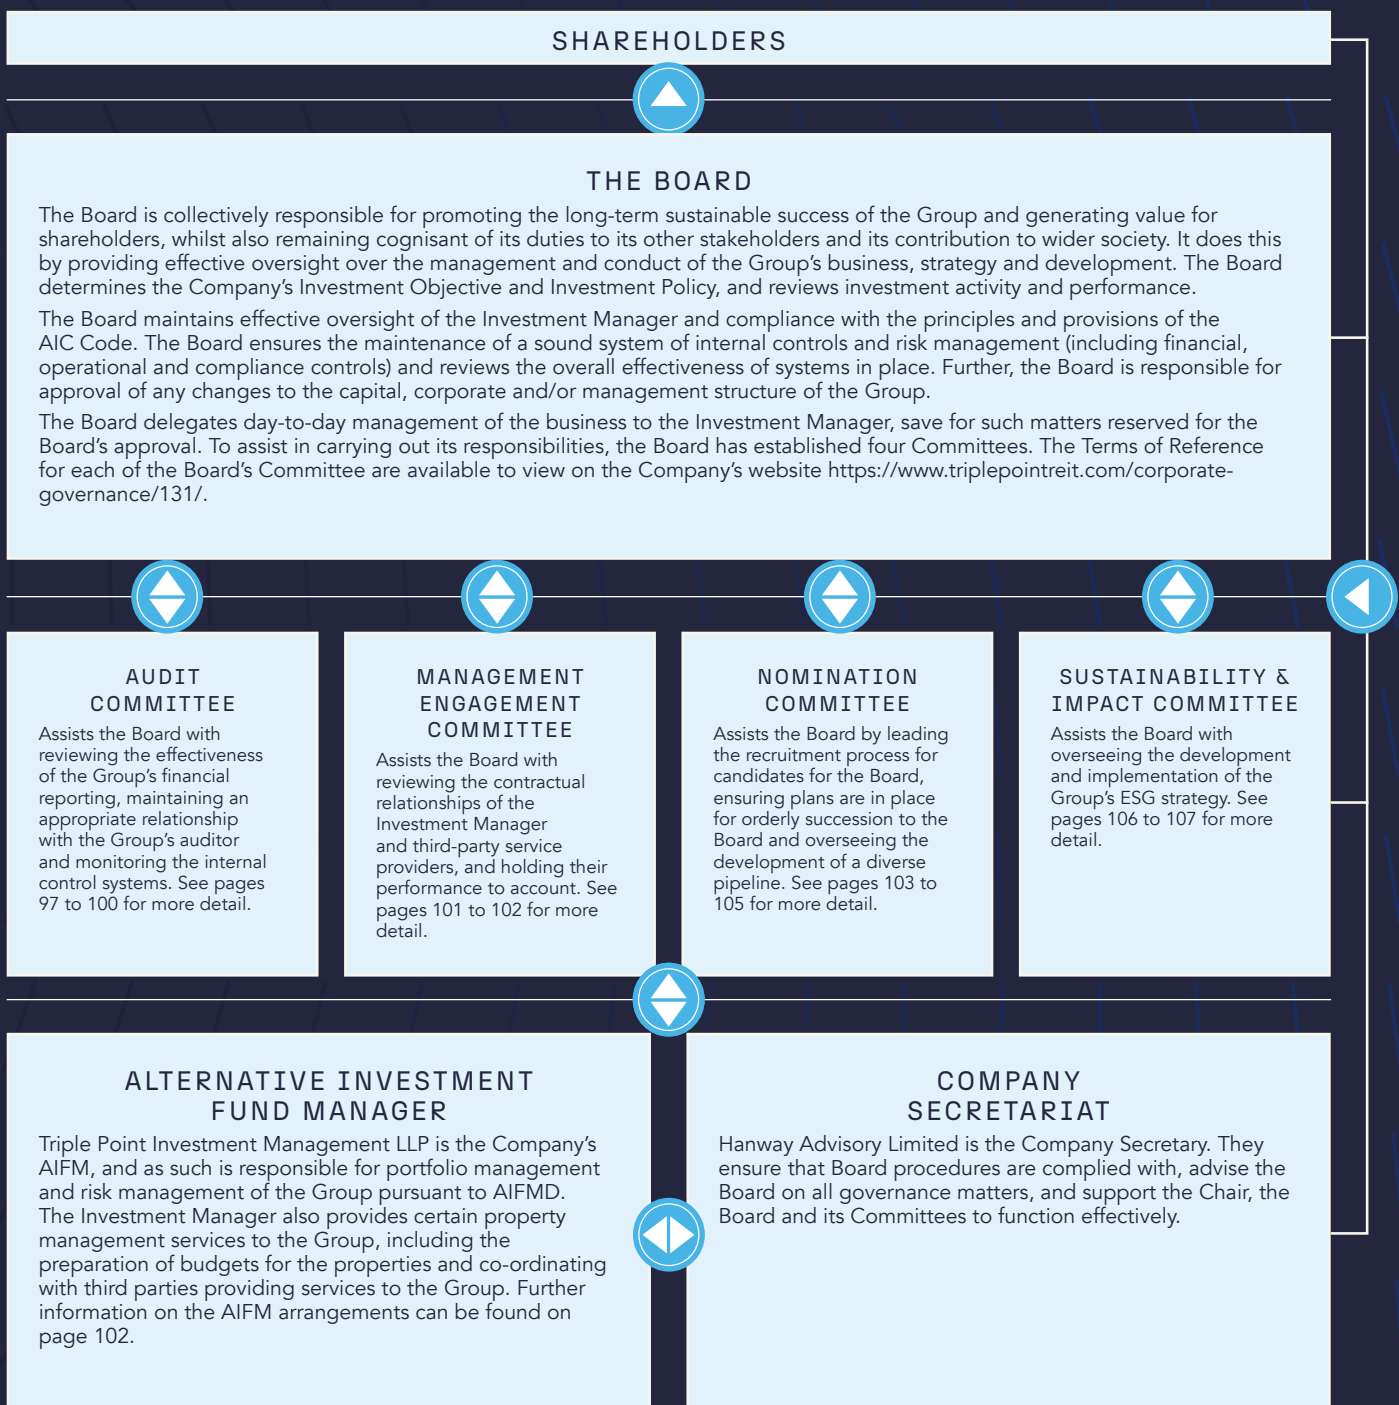 SHAREHOLDERS
THE BOARD
The Board is collectively responsible for promoting the long-term sustainable success of the Group and generating value for
shareholders, whilst also remaining cognisant of its duties to its other stakeholders and its contribution to wider society. It does this
by providing effective oversight over the management and conduct of the Group's business, strategy and development. The Board
determines the Company's Investment Objective and Investment Policy, and reviews investment activity and performance.
The Board maintains effective oversight of the Investment Manager and compliance with the principles and provisions of the
AIC Code. The Board ensures the maintenance of a sound system of internal controls and risk management (including financial,
operational and compliance controls) and reviews the overall effectiveness of systems in place. Further, the Board is responsible for
approval of any changes to the capital, corporate and/or management structure of the Group.
The Board delegates day-to-day management of the business to the Investment Manager, save for such matters reserved for the
Board's approval. To assist in carrying out its responsibilities, the Board has established four Committees. The Terms of Reference
for each of the Board's Committee are available to view on the Company's website https://www.triplepointreit.com/corporate-
governance/131/.
AUDIT
COMMITTEE
Assists the Board with
reviewing the effectiveness
of the Group's financial
reporting, maintaining an
appropriate relationship
with the Group's auditor
and monitoring the internal
control systems. See pages
97 to 100 for more detail.
MANAGEMENT
ENGAGEMENT
COMMITTEE
Assists the Board with
reviewing the contractual
relationships of the
Investment Manager
and third-party service
providers, and holding their
performance to account. See
pages 101 to 102 for more
detail.
NOMINATION
COMMITTEE
Assists the Board by leading
the recruitment process for
candidates for the Board,
ensuring plans are in place
for orderly succession to the
Board and overseeing the
development of a diverse
pipeline. See pages 103 to
105 for more detail.
SUSTAINABILITY &
IMPACT COMMITTEE
Assists the Board with
overseeing the development
and implementation of the
Group's ESG strategy. See
pages 106 to 107 for more
detail.
ALTERNATIVE INVESTMENT
FUND MANAGER
Triple Point Investment Management LLP is the Company's
AIFM, and as such is responsible for portfolio management
and risk management of the Group pursuant to AIFMD.
The Investment Manager also provides certain property
management services to the Group, including the
preparation of budgets for the properties and co-ordinating
with third parties providing services to the Group. Further
information on the AIFM arrangements can be found on
page 102.
COMPANY
SECRETARIAT
Hanway Advisory Limited is the Company Secretary. They
ensure that Board procedures are complied with, advise the
Board on all governance matters, and support the Chair, the
Board and its Committees to function effectively.